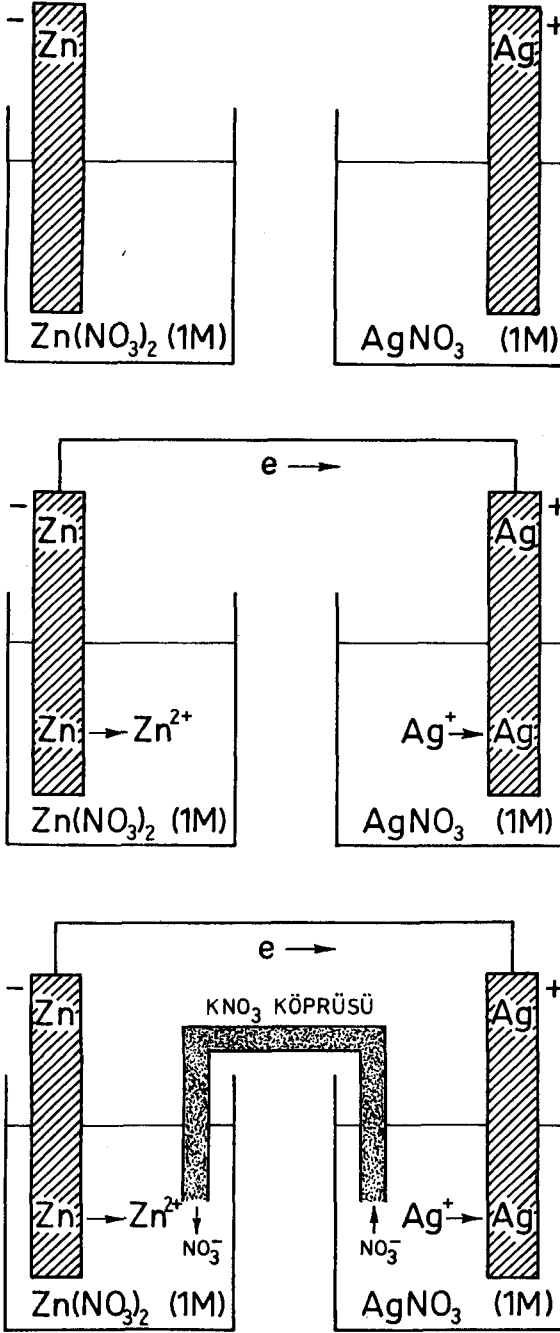 - Zn Ag +
Zn(NO₃)₂ (1M) AgNO₃ (1M)
e →
- Zn Ag +
Zn → Zn²⁺ Ag⁺ → Ag
Zn(NO₃)₂ (1M) AgNO₃ (1M)
e →
KNO₃ KÖPRÜSÜ
- Zn Ag +
Zn → Zn²⁺ Ag⁺ → Ag
NO₃⁻ NO₃⁻
Zn(NO₃)₂ (1M) AgNO₃ (1M)